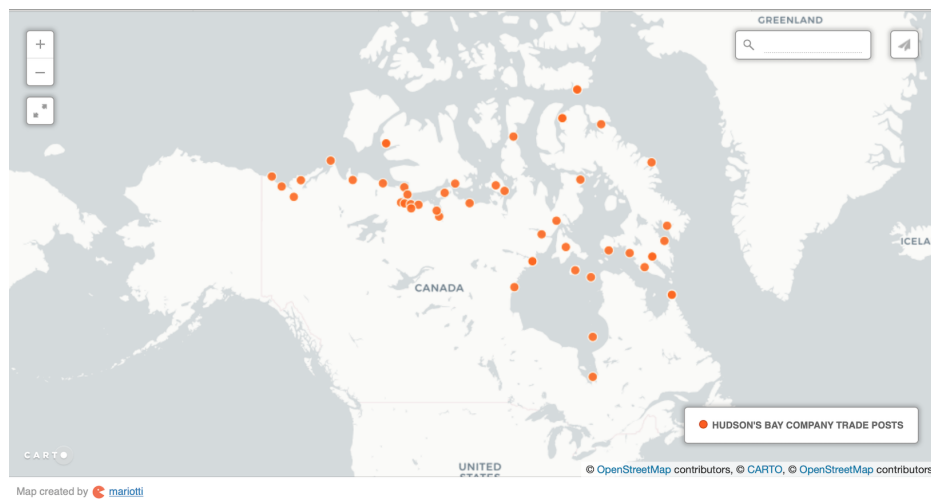 GREENLAND
+
−
ICELA
CANADA
HUDSON'S BAY COMPANY TRADE POSTS
CARTO
UNITED
STATES
© OpenStreetMap contributors, © CARTO, © OpenStreetMap contributors
Map created by mariotti